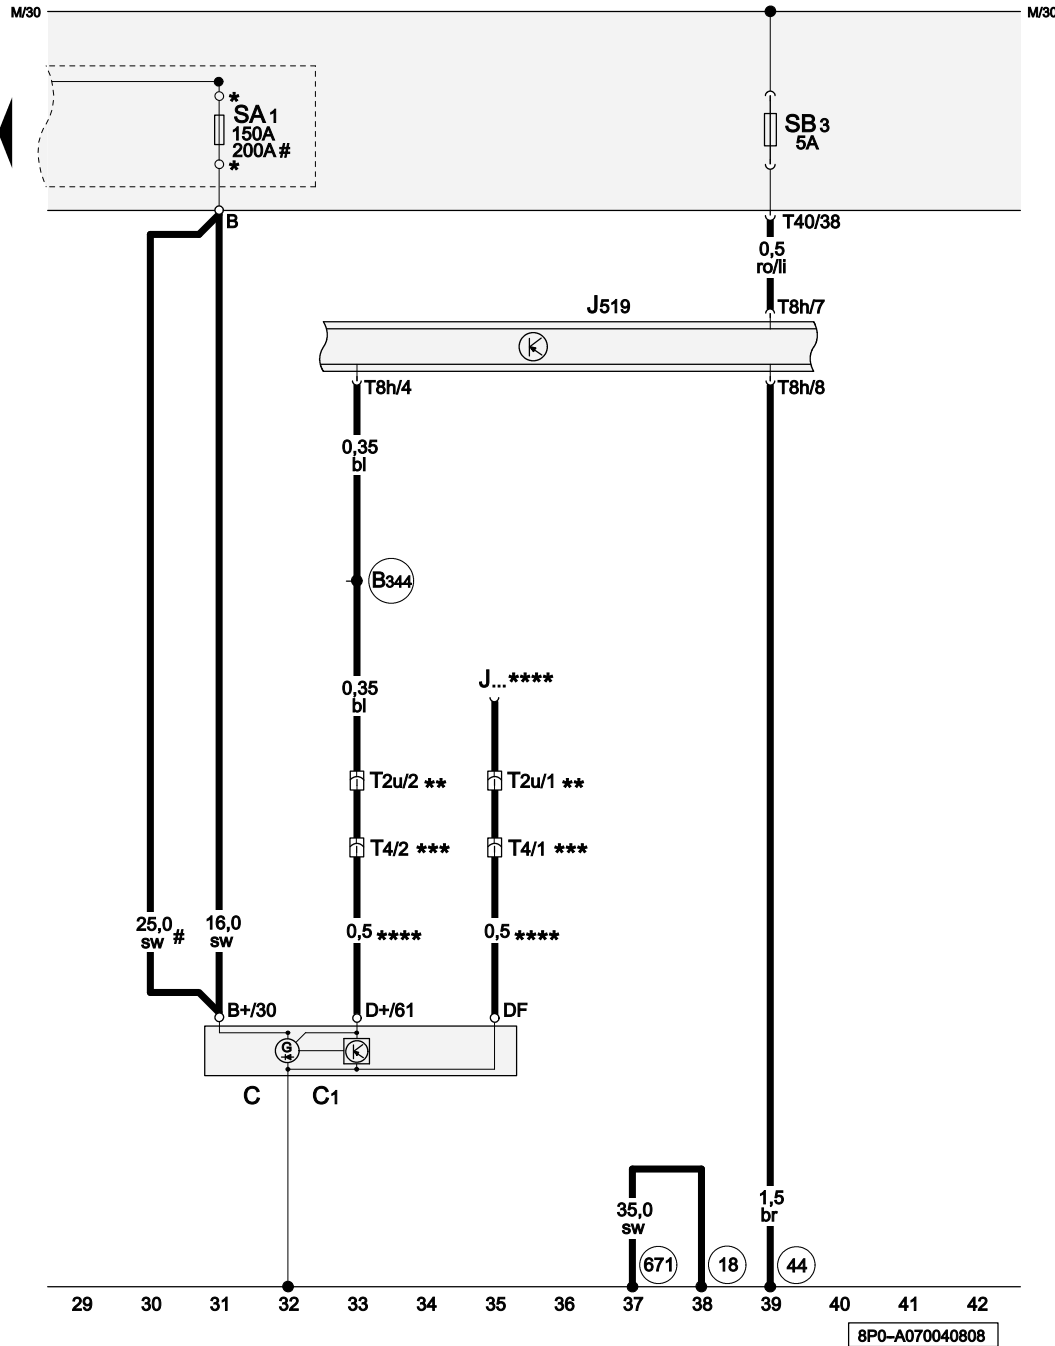 M/30
M/30
*
SA1
150A
200A#
*
SB3
5A
B
T40/38
0,5
ro/li
J519
T8h/7
T8h/4
T8h/8
0,35
bl
B344
J...****
0,35
bl
T2u/2 **
T2u/1 **
T4/2 ***
T4/1 ***
25,0
sw #
16,0
sw
0,5 ****
0,5 ****
B+/30
D+/61
DF
G
C
C1
35,0
sw
1,5
br
671
18
44
29 30 31 32 33 34 35 36 37 38 39 40 41 42
8P0-A070040808